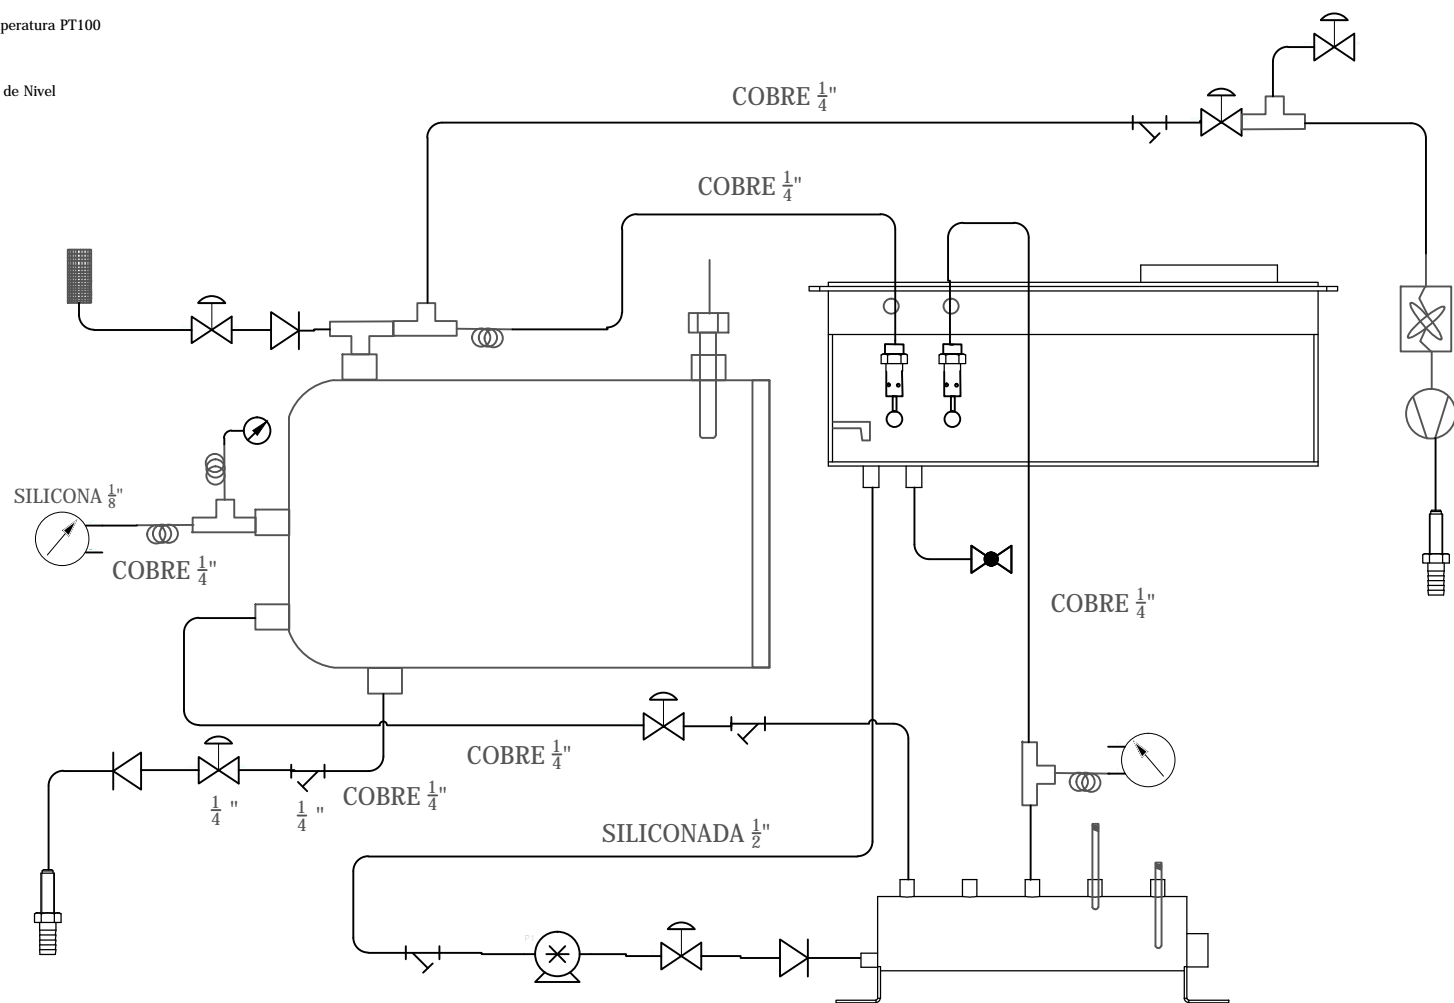 peratura PT100
de Nivel
COBRE 1/4"
COBRE 1/4"
SILICONA 1/8"
COBRE 1/4"
COBRE 1/4"
COBRE 1/4"
COBRE 1/4"
1/4 "
1/4 "
SILICONADA 1/2"